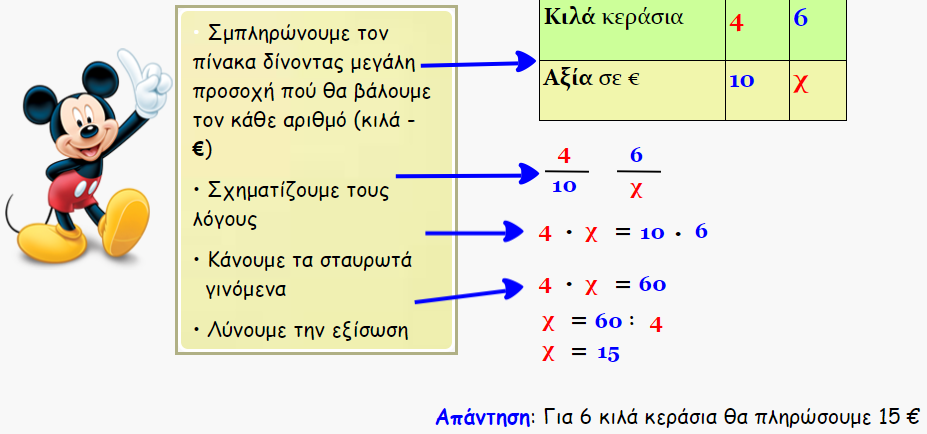 • Σμπληρώνουμε τον
πίνακα δίνοντας μεγάλη
προσοχή πού θα βάλουμε
τον κάθε αριθμό (κιλά -
€)
• Σχηματίζουμε τους
λόγους
• Κάνουμε τα σταυρωτά
γινόμενα
• Λύνουμε την εξίσωση
Κιλά κεράσια 4 6
Αξία σε € 10 χ
4 6
10 χ
4 · χ = 10 . 6
4 · χ = 60
χ = 60 : 4
χ = 15
Απάντηση: Για 6 κιλά κεράσια θα πληρώσουμε 15 €